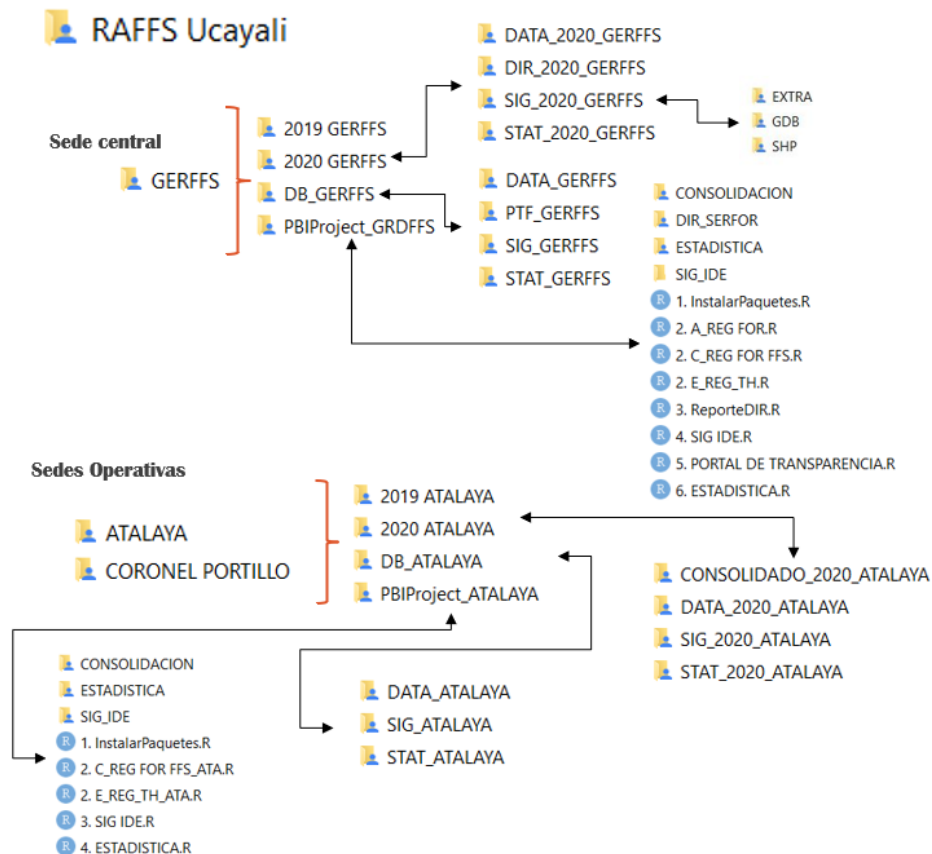 RAFFS Ucayali
Sede central
GERFFS
2019 GERFFS
2020 GERFFS
DB_GERFFS
PBIProject_GRDFFS
DATA_2020_GERFFS
DIR_2020_GERFFS
SIG_2020_GERFFS
STAT_2020_GERFFS
EXTRA
GDB
SHP
DATA_GERFFS
PTF_GERFFS
SIG_GERFFS
STAT_GERFFS
CONSOLIDACION
DIR_SERFOR
ESTADISTICA
SIG_IDE
R 1. InstalarPaquetes.R
R 2. A_REG FOR.R
R 2. C_REG FOR FFS.R
R 2. E_REG_TH.R
R 3. ReporteDIR.R
R 4. SIG IDE.R
R 5. PORTAL DE TRANSPARENCIA.R
R 6. ESTADISTICA.R
Sedes Operativas
ATALAYA
CORONEL PORTILLO
2019 ATALAYA
2020 ATALAYA
DB_ATALAYA
PBIProject_ATALAYA
CONSOLIDADO_2020_ATALAYA
DATA_2020_ATALAYA
SIG_2020_ATALAYA
STAT_2020_ATALAYA
DATA_ATALAYA
SIG_ATALAYA
STAT_ATALAYA
CONSOLIDACION
ESTADISTICA
SIG_IDE
R 1. InstalarPaquetes.R
R 2. C_REG FOR FFS_ATA.R
R 2. E_REG_TH_ATA.R
R 3. SIG IDE.R
R 4. ESTADISTICA.R